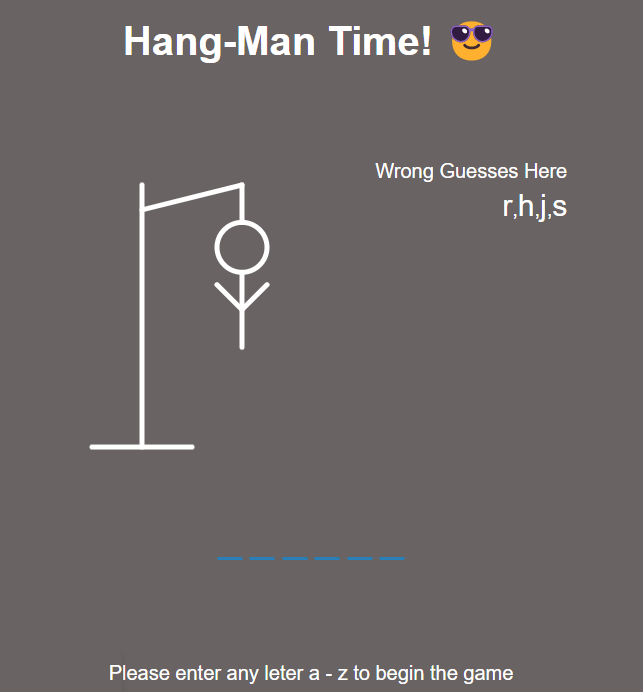 Hang-Man Time! 😎
Wrong Guesses Here
r,h,j,s
Please enter any leter a - z to begin the game